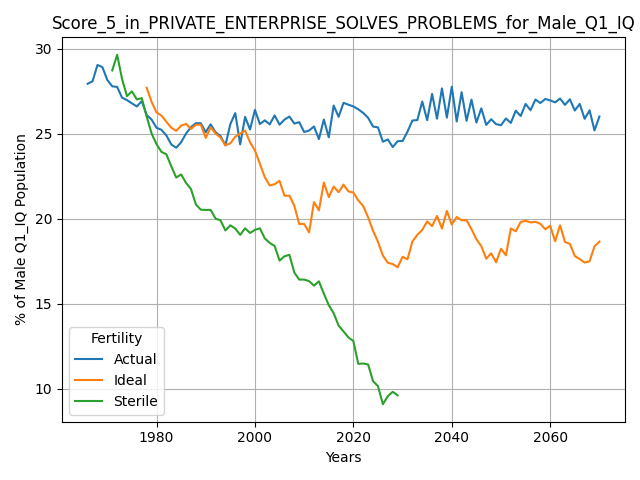 Score_5_in_PRIVATE_ENTERPRISE_SOLVES_PROBLEMS_for_Male_Q1_IQ
% of Male Q1_IQ Population
30
25
20
15
10
Fertility
Actual
Ideal
Sterile
1980 2000 2020 2040 2060
Years